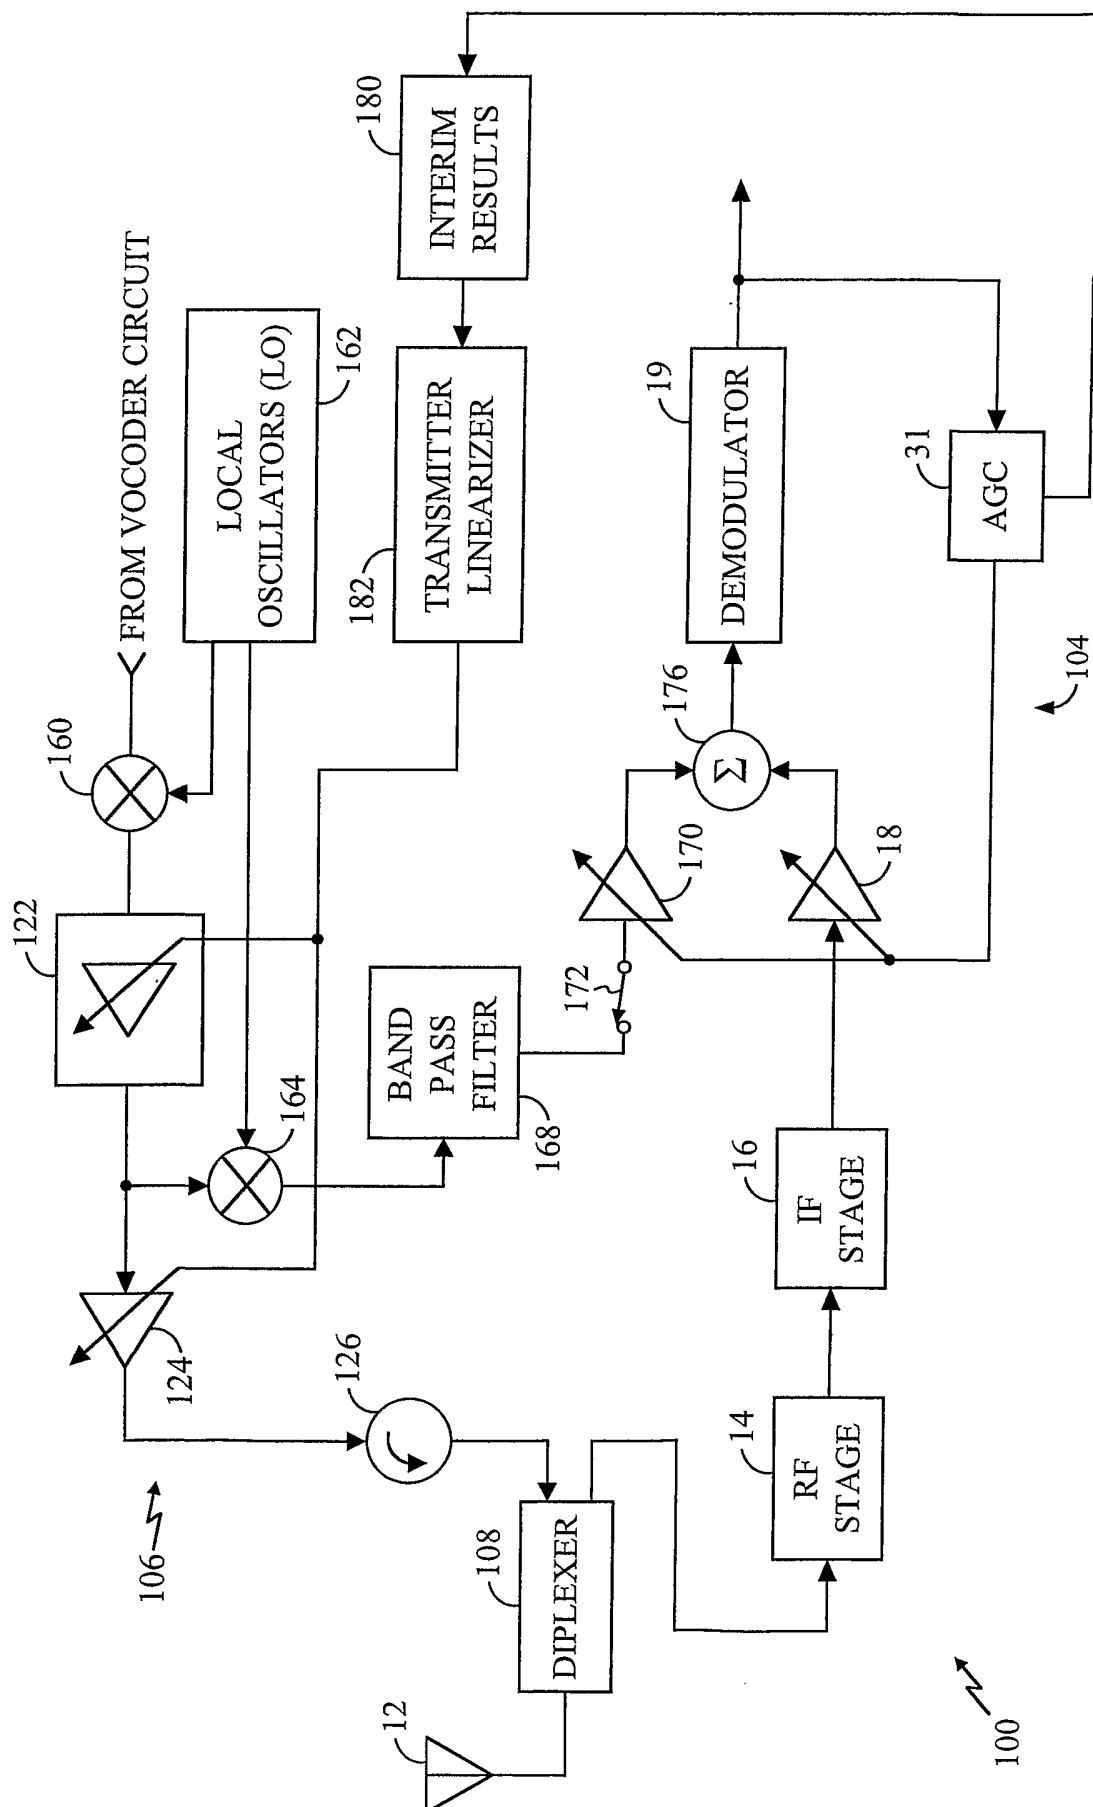 106
12
DIPLEXER
108
126
124
122
160
FROM VOCODER CIRCUIT
LOCAL
OSCILLATORS (LO)
162
164
BAND
PASS
FILTER
168
182
TRANSMITTER
LINEARIZER
180
INTERIM
RESULTS
172
170
176
Σ
19
DEMODULATOR
18
14
RF
STAGE
16
IF
STAGE
31
AGC
104
100